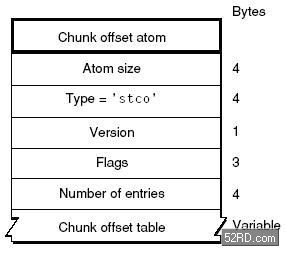 Bytes
Chunk offset atom
Atom size 4
Type = 'stco' 4
Version 1
Flags 3
Number of entries 4
Chunk offset table Variable
52RD.com